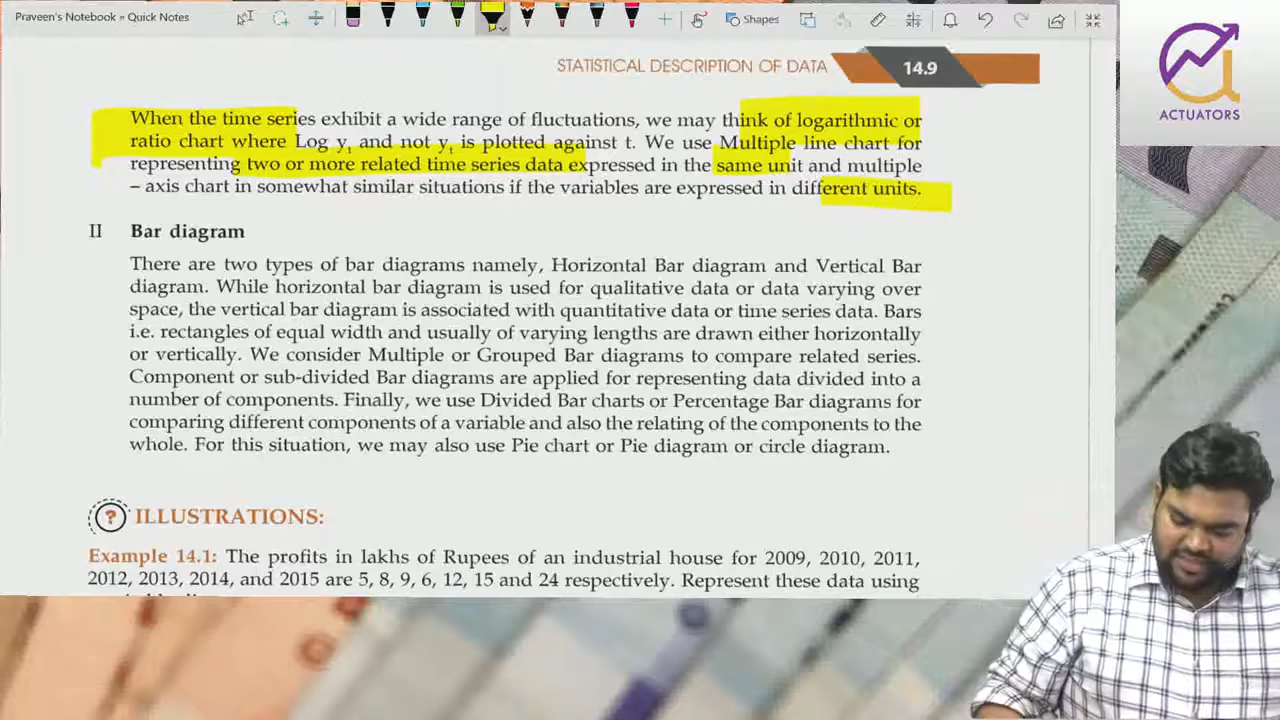 Praveen's Notebook » Quick Notes
Shapes
STATISTICAL DESCRIPTION OF DATA 14.9
ACTUATORS
When the time series exhibit a wide range of fluctuations, we may think of logarithmic or
ratio chart where Log yt and not yt is plotted against t. We use Multiple line chart for
representing two or more related time series data expressed in the same unit and multiple
– axis chart in somewhat similar situations if the variables are expressed in different units.
II Bar diagram
There are two types of bar diagrams namely, Horizontal Bar diagram and Vertical Bar
diagram. While horizontal bar diagram is used for qualitative data or data varying over
space, the vertical bar diagram is associated with quantitative data or time series data. Bars
i.e. rectangles of equal width and usually of varying lengths are drawn either horizontally
or vertically. We consider Multiple or Grouped Bar diagrams to compare related series.
Component or sub-divided Bar diagrams are applied for representing data divided into a
number of components. Finally, we use Divided Bar charts or Percentage Bar diagrams for
comparing different components of a variable and also the relating of the components to the
whole. For this situation, we may also use Pie chart or Pie diagram or circle diagram.
? ILLUSTRATIONS:
Example 14.1: The profits in lakhs of Rupees of an industrial house for 2009, 2010, 2011,
2012, 2013, 2014, and 2015 are 5, 8, 9, 6, 12, 15 and 24 respectively. Represent these data using